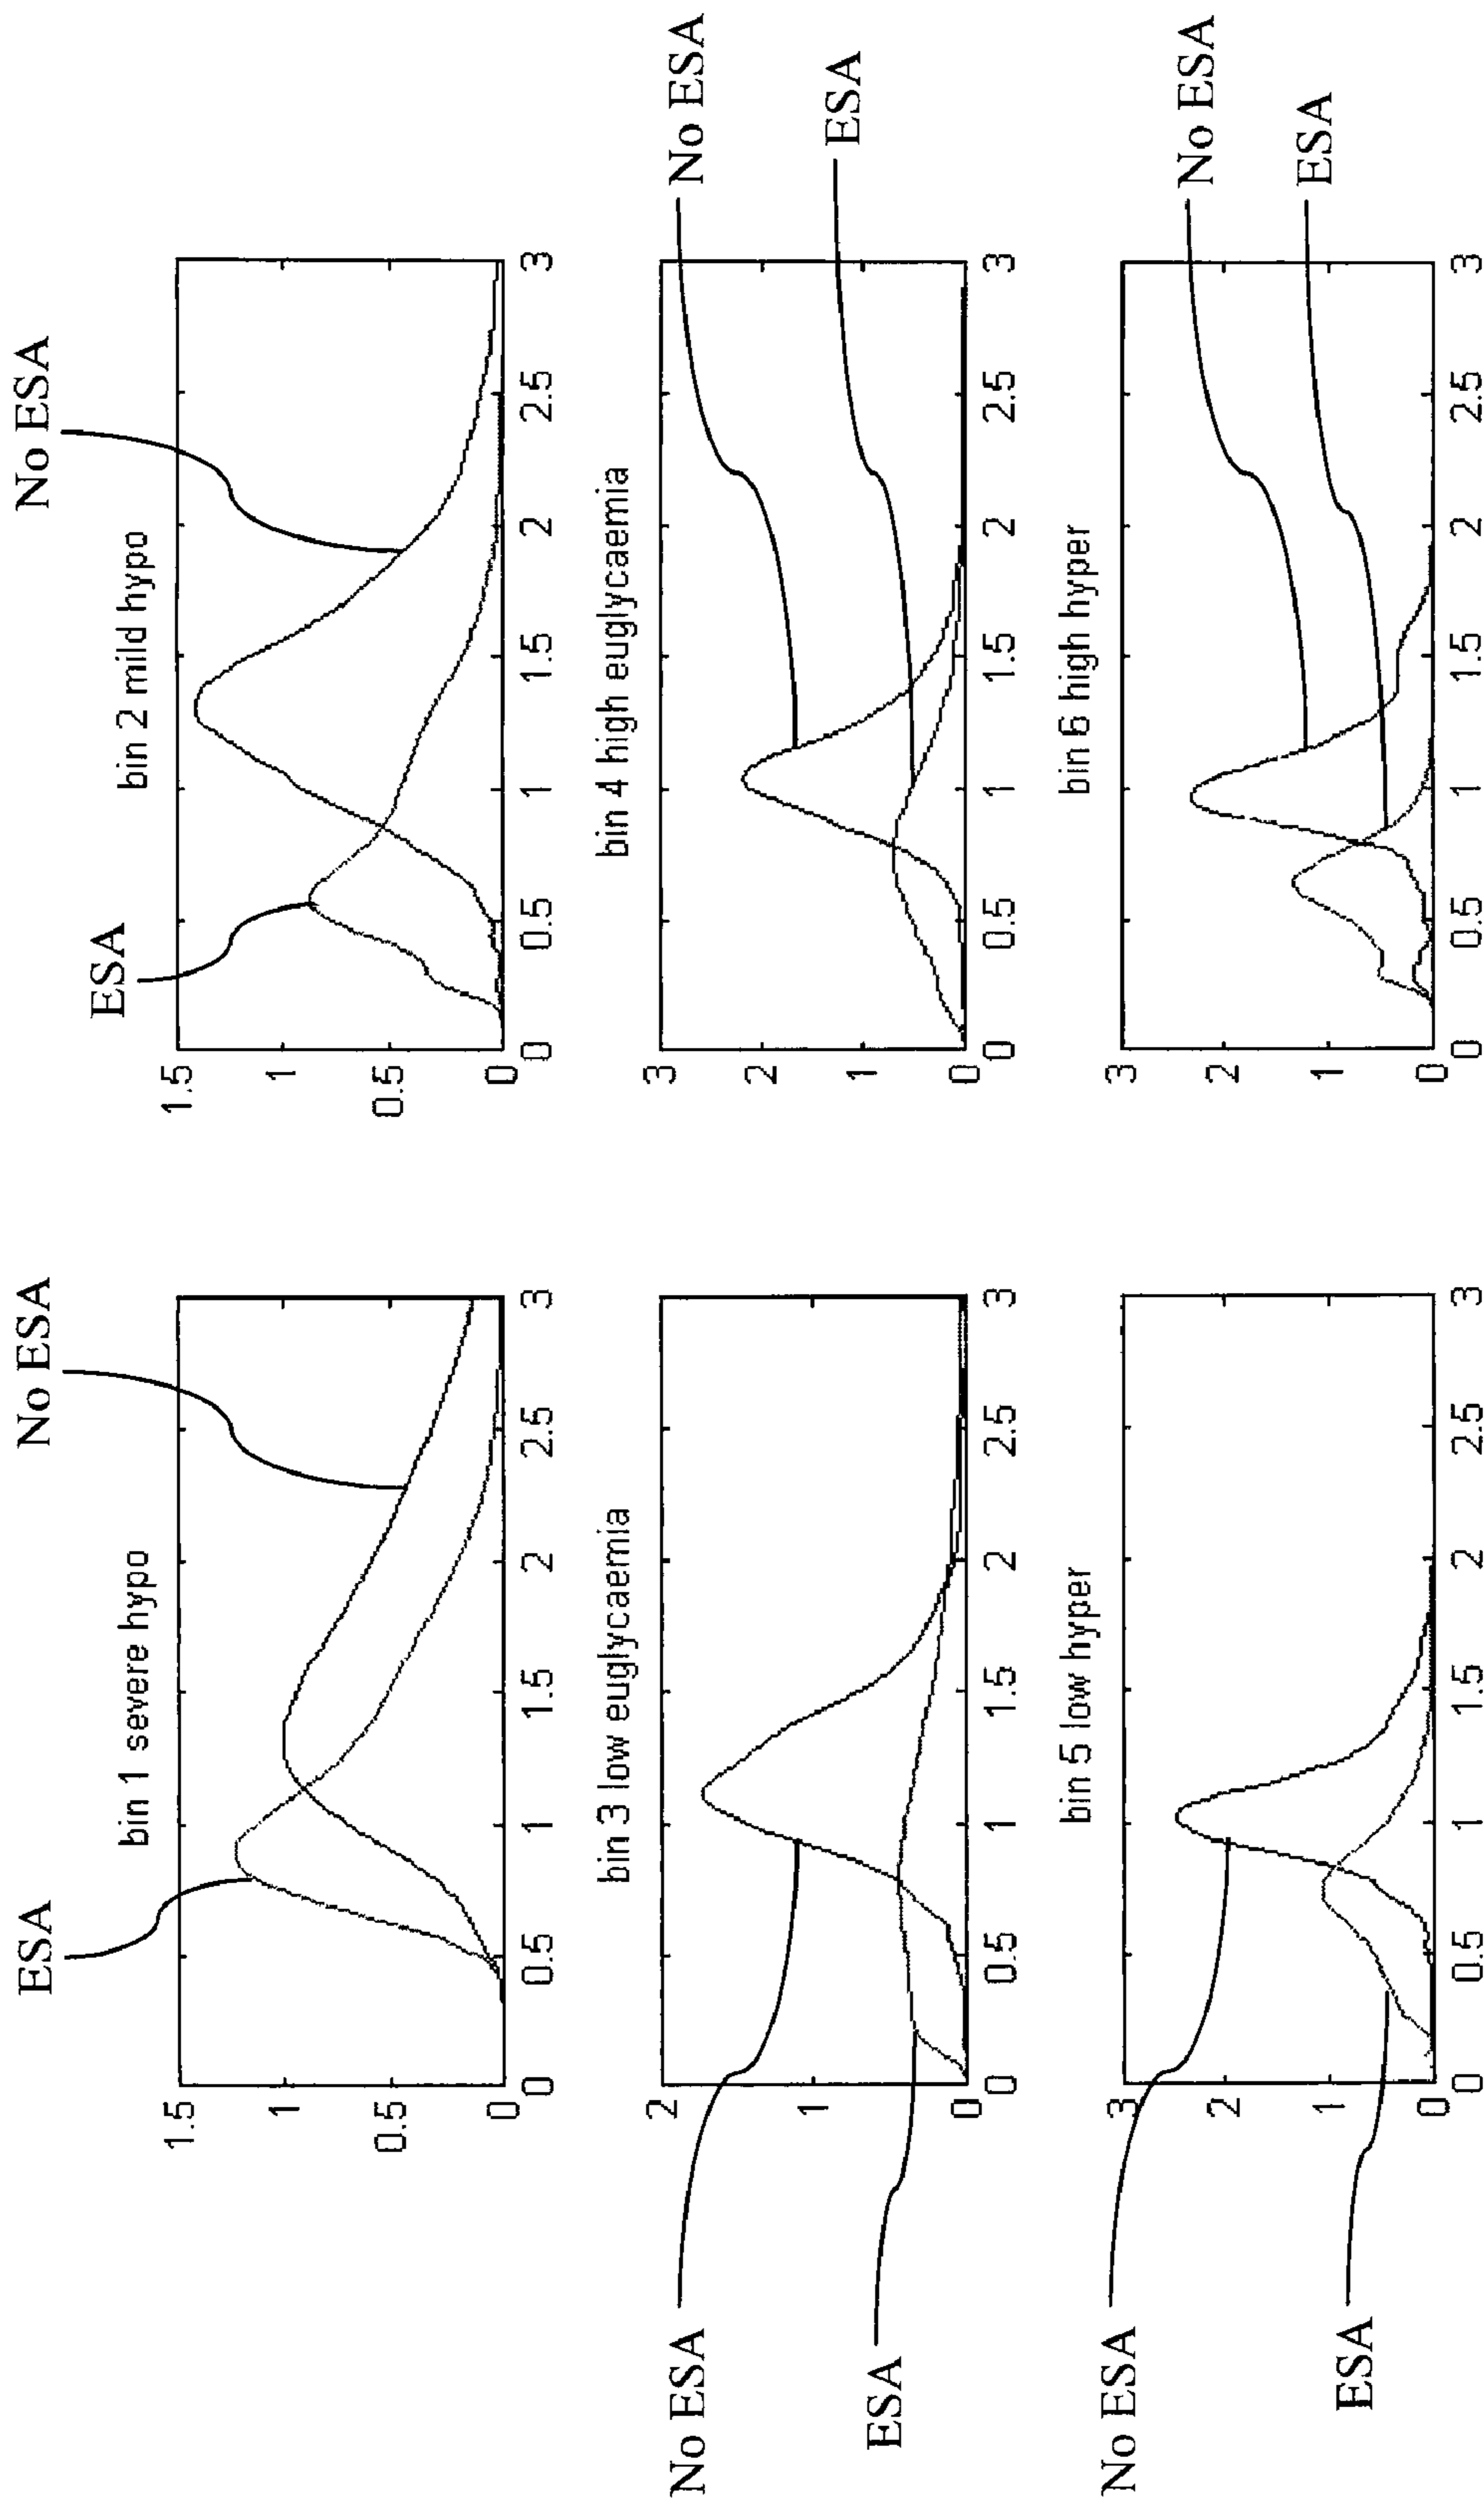 ESA
No ESA
bin 1 severe hypo
1.5
1
0.5
0
0 0.5 1 1.5 2 2.5 3
ESA
No ESA
bin 2 mild hypo
1.5
1
0.5
0
0 0.5 1 1.5 2 2.5 3
No ESA
ESA
bin 3 low euglycaemia
2
1
0
0 0.5 1 1.5 2 2.5 3
bin 4 high euglycaemia
No ESA
ESA
3
2
1
0
0 0.5 1 1.5 2 2.5 3
No ESA
ESA
bin 5 low hyper
3
2
1
0
0 0.5 1 1.5 2 2.5 3
bin 6 high hyper
No ESA
ESA
3
2
1
0
0 0.5 1 1.5 2 2.5 3